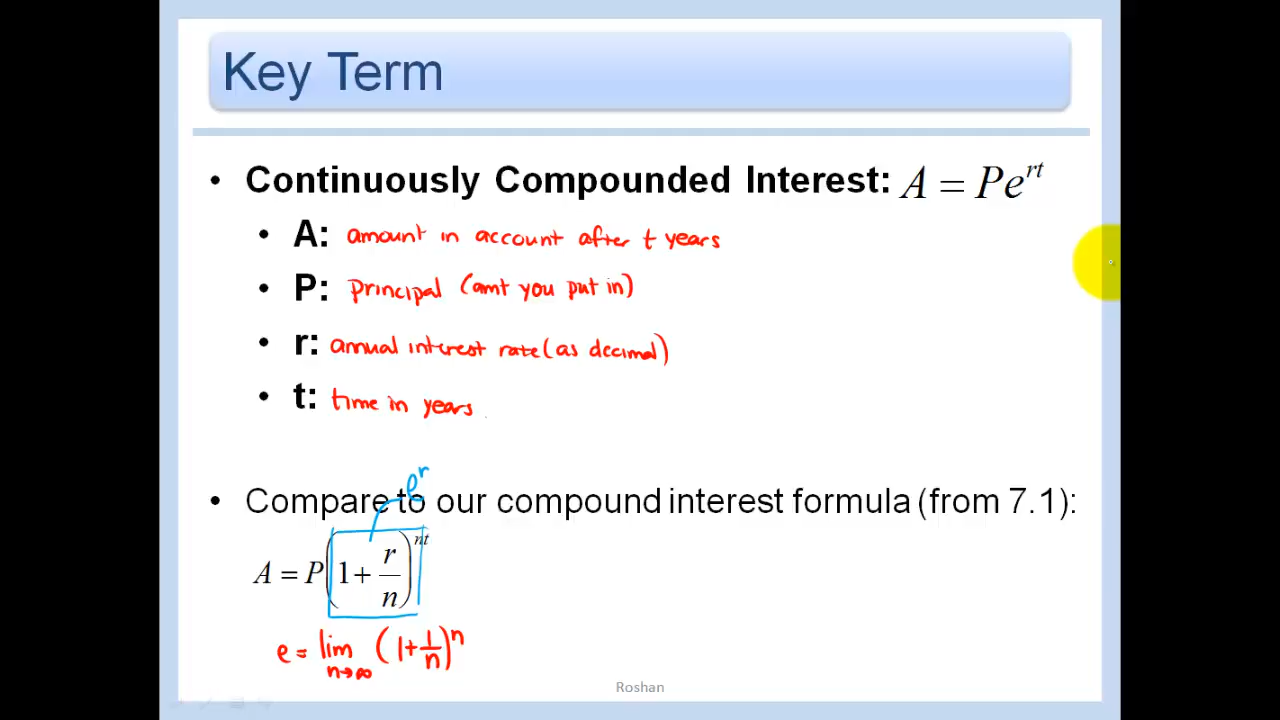 Key Term
• Continuously Compounded Interest: A = Pe^{rt}
• A: amount in account after t years
• P: principal (amt you put in)
• r: annual interest rate (as decimal)
• t: time in years
e^r
• Compare to our compound interest formula (from 7.1):
A = P(1 + r/n)^{nt}
e = lim_{n→∞} (1 + 1/n)^n
Roshan